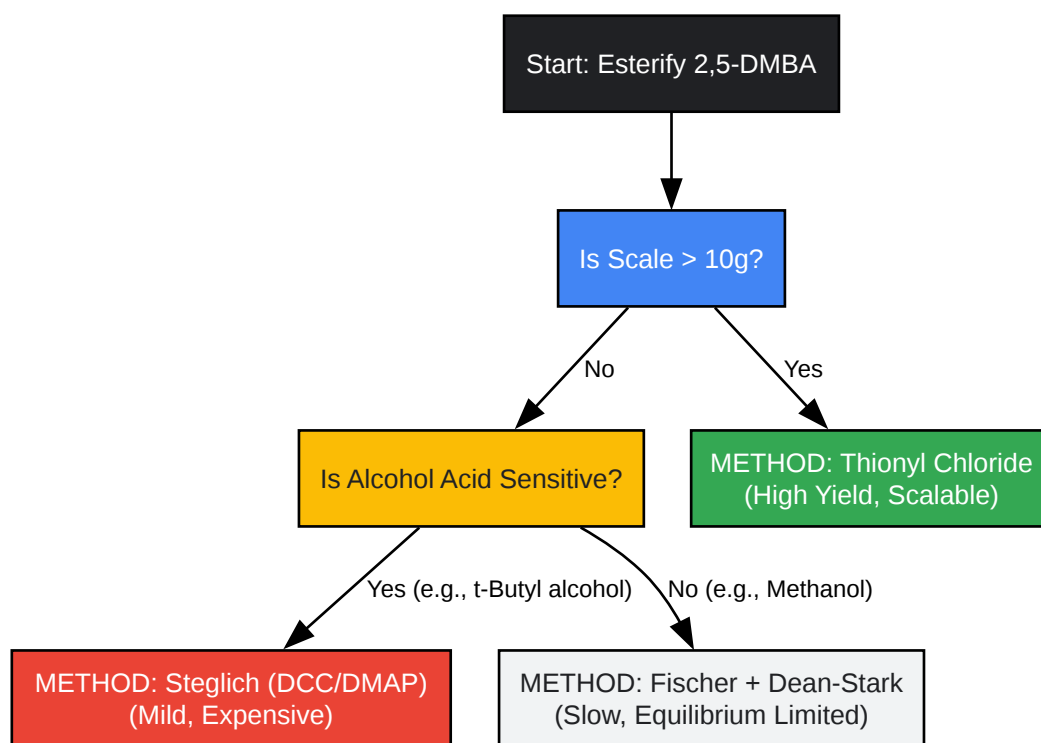 Start: Esterify 2,5-DMBA
Is Scale > 10g?
No
Yes
Is Alcohol Acid Sensitive?
METHOD: Thionyl Chloride
(High Yield, Scalable)
Yes (e.g., t-Butyl alcohol)
No (e.g., Methanol)
METHOD: Steglich (DCC/DMAP)
(Mild, Expensive)
METHOD: Fischer + Dean-Stark
(Slow, Equilibrium Limited)